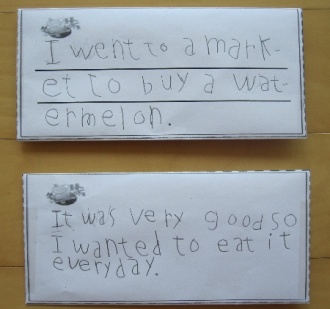 I went to a mark-
et to buy a wat-
ermelon.
It was very good so
I wanted to eat it
everyday.